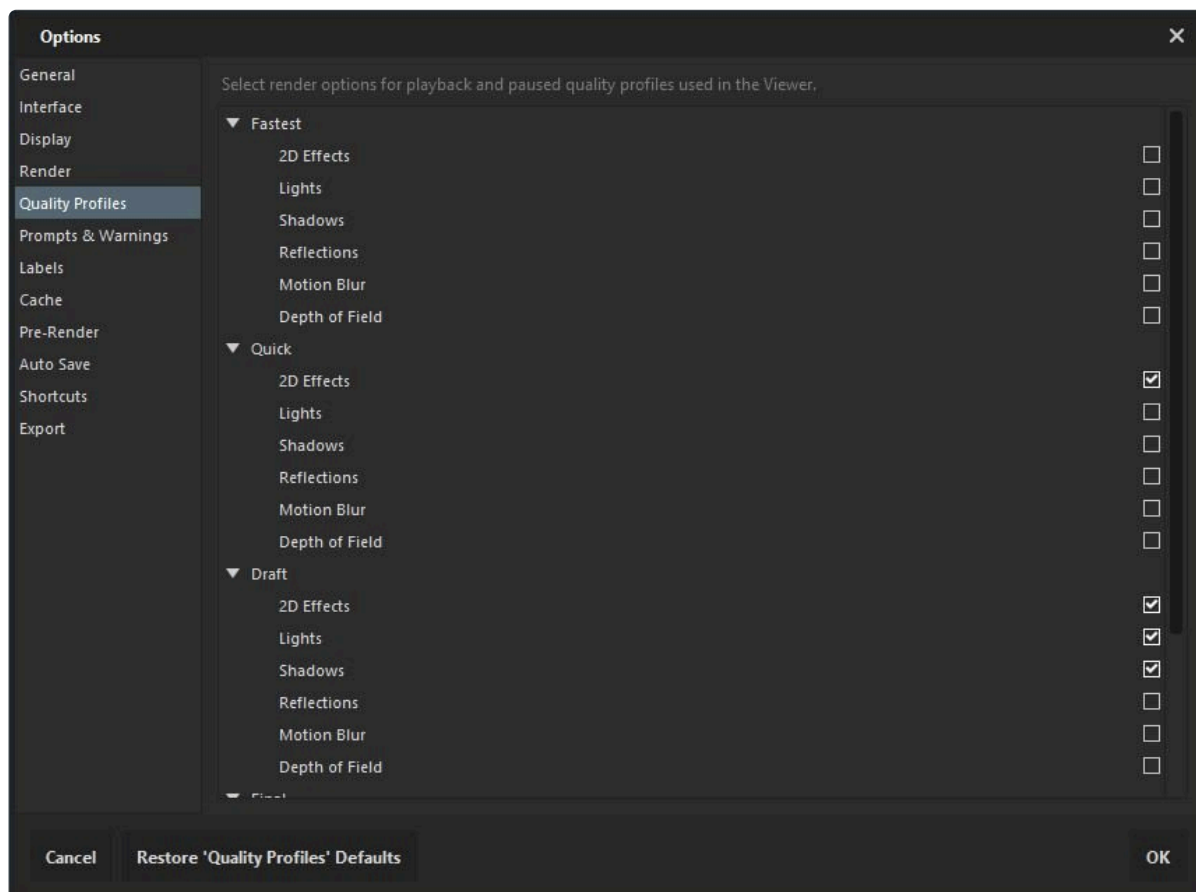 Options
General
Interface
Display
Render
Quality Profiles
Prompts & Warnings
Labels
Cache
Pre-Render
Auto Save
Shortcuts
Export
Select render options for playback and paused quality profiles used in the Viewer.
Fastest
2D Effects
Lights
Shadows
Reflections
Motion Blur
Depth of Field
Quick
2D Effects
Lights
Shadows
Reflections
Motion Blur
Depth of Field
Draft
2D Effects
Lights
Shadows
Reflections
Motion Blur
Depth of Field
Final
Cancel
Restore 'Quality Profiles' Defaults
OK